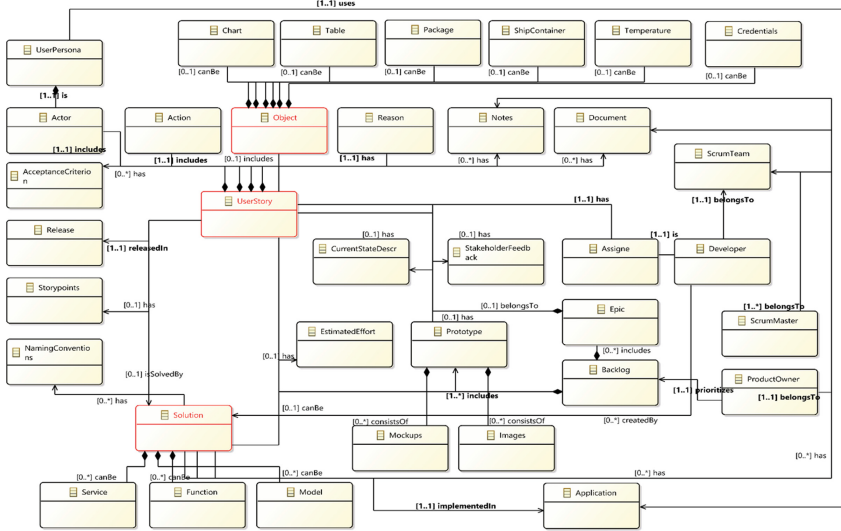 [1..1] uses
Chart
Table
Package
ShipContainer
Temperature
Credentials
UserPersona
[0..1] canBe
[0..1] canBe
[0..1] canBe
[0..1] canBe
[0..1] canBe
[0..1] canBe
[1..1] is
Actor
Action
Object
Reason
Notes
Document
[1..1] includes
[1..1] includes
[0..1] includes
[1..1] has
[0..*] has
[0..*] has
ScrumTeam
AcceptanceCriterio
n
[0..*] has
UserStory
[1..1] has
[1..1] belongsTo
Release
[1..1] releasedIn
[0..1] has
[0..1] has
[1..1] is
CurrentStateDescr
StakeholderFeedb
ack
Assigne
Developer
Storypoints
[0..1] has
[0..1] belongsTo
Epic
[0..*] belongsTo
[0..1] has
EstimatedEffort
Prototype
ScrumMaster
NamingConventio
ns
[0..1] has
[0..*] includes
[0..1] isSolvedBy
Backlog
ProductOwner
[0..*] has
[1..*] includes
[1..1] prioritizes
[1..1] belongsTo
Solution
[0..1] canBe
[0..*] consistsOf
[0..*] consistsOf
[0..*] createdBy
Mockups
Images
[0..*] has
[0..*] canBe
[0..*] canBe
[0..*] canBe
[0..*] has
Service
Function
Model
Application
[1..1] implementedIn